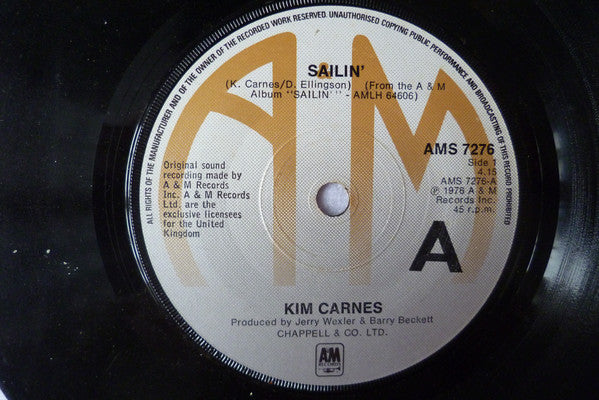 ALL RIGHTS OF THE MANUFACTURER AND OF THE OWNER OF THE RECORDED WORK RESERVED. UNAUTHORISED COPYING PUBLIC PERFORMANCE AND BROADCASTING OF THIS RECORD PROHIBITED
A&M
SAILIN'
(K. Carnes/D. Ellingson) (From the A & M
Album "SAILIN'" - AMLH 64606)
Original sound
recording made by
A & M Records
Inc. A & M Records
Ltd. are the
exclusive licensees
for the United
Kingdom
AMS 7276
Side 1
4.15
AMS 7276-A
Ⓟ 1976 A & M
Records Inc.
45 r.p.m.
A
KIM CARNES
Produced by Jerry Wexler & Barry Beckett
CHAPPELL & CO. LTD.
A&M
RECORDS